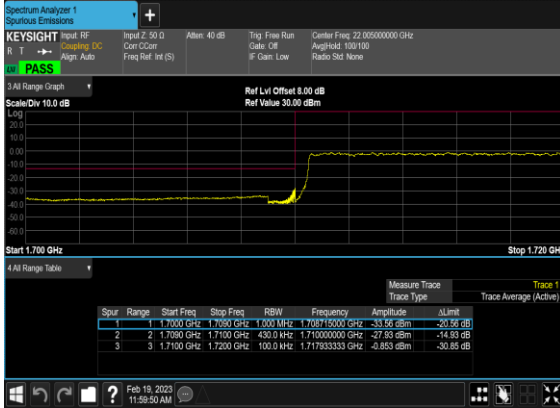 Spectrum Analyzer 1
Spurious Emissions
+
KEYSIGHT Input: RF Input Z: 50 Ω Atten: 40 dB Trig: Free Run Center Freq: 22.005000000 GHz
R T Coupling: DC Corr CCorr Gate: Off Avg|Hold: 100/100
Align: Auto Freq Ref: Int (S) IF Gain: Low Radio Std: None
PASS
3 All Range Graph Ref Lvl Offset 8.00 dB
Scale/Div 10.0 dB Ref Value 30.00 dBm
Log
20.0
10.0
0.00
-10.0
-20.0
-30.0
-40.0
-50.0
-60.0
Start 1.700 GHz Stop 1.720 GH
4 All Range Table
Measure Trace Trace 1
Trace Type Trace Average (Active)
Spur Range Start Freq Stop Freq RBW Frequency Amplitude ΔLimit
1 1 1.7000 GHz 1.7090 GHz 1.000 MHz 1.708715000 GHz -33.56 dBm -20.56 dB
2 2 1.7090 GHz 1.7100 GHz 430.0 kHz 1.710000000 GHz -27.93 dBm -14.93 dB
3 3 1.7100 GHz 1.7200 GHz 100.0 kHz 1.717933333 GHz -0.853 dBm -30.85 dB
? Feb 19, 2023
11:59:50 AM